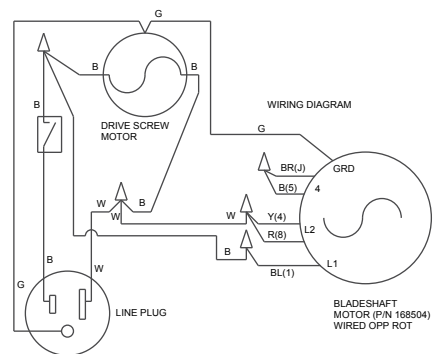 G
B
B
B
WIRING DIAGRAM
DRIVE SCREW
MOTOR
G
GRD
BR(J)
B(5)
4
W
B
W
W
Y(4)
L2
R(8)
B
L1
BL(1)
B
W
G
LINE PLUG
BLADESHAFT
MOTOR (P/N 168504)
WIRED OPP ROT